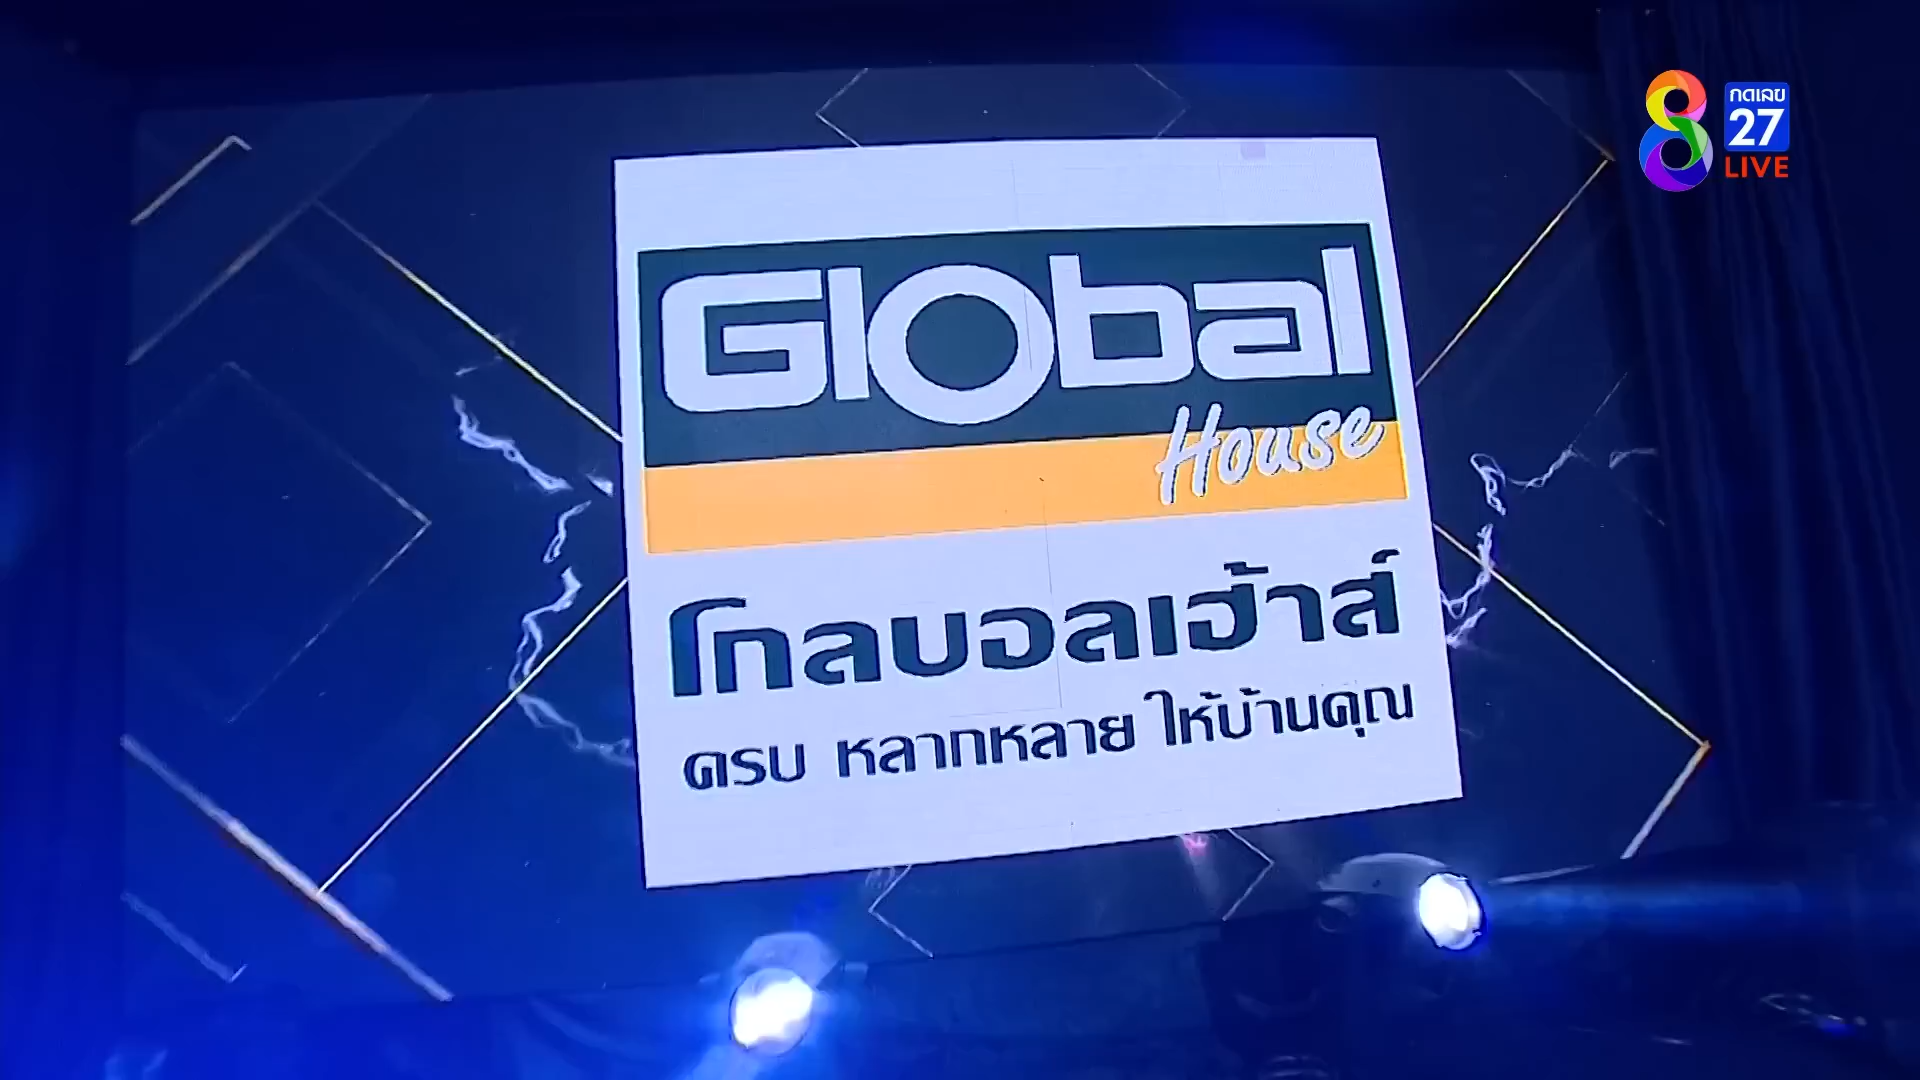 กดเลข
27
LIVE
Global
House
โกลบอลเฮ้าส์
ครบ หลากหลาย ให้บ้านคุณ